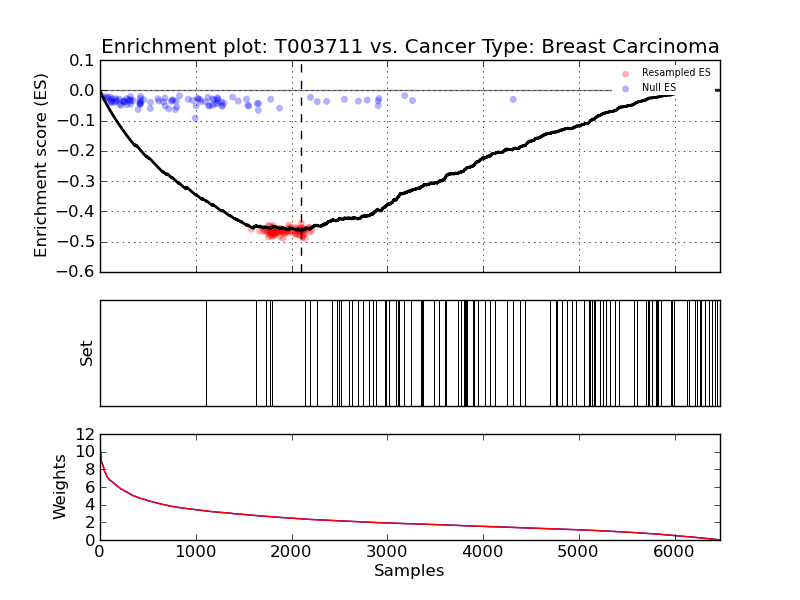 Enrichment plot: T003711 vs. Cancer Type: Breast Carcinoma
0.1
0.0
−0.1
−0.2
−0.3
−0.4
−0.5
−0.6
Enrichment score (ES)
Resampled ES
Null ES
Set
12
10
8
6
4
2
0
Weights
0 1000 2000 3000 4000 5000 6000
Samples